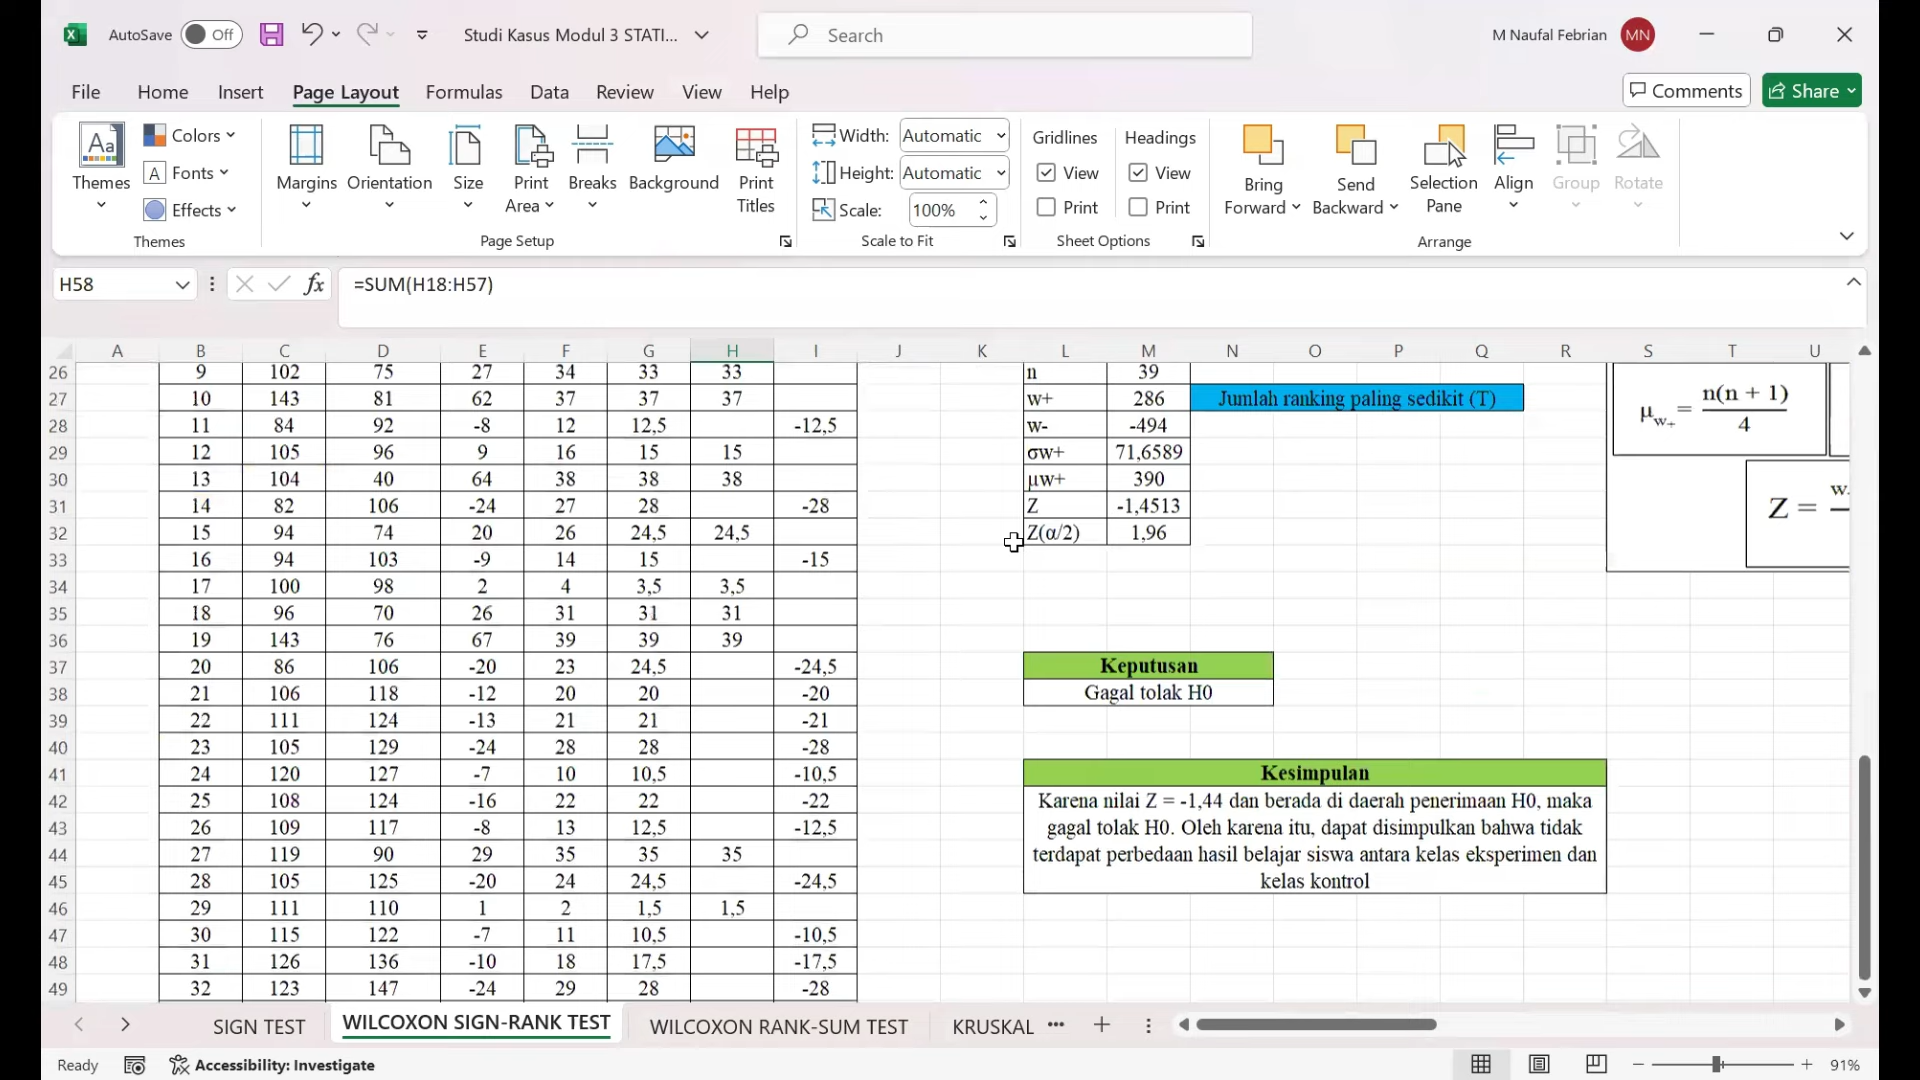 AutoSave Off Studi Kasus Modul 3 STATI... Search M Naufal Febrian MN
File Home Insert Page Layout Formulas Data Review View Help Comments Share
Themes Colors Fonts Effects Themes
Margins Orientation Size Print Area Breaks Background Print Titles Page Setup
Width: Automatic Height: Automatic Scale: 100% Scale to Fit
Gridlines View Print Headings View Print Sheet Options
Bring Forward Send Backward Selection Pane Align Group Rotate Arrange
H58 fx =SUM(H18:H57)
A B C D E F G H I J K L M N O P Q R S T U
26 9 102 75 27 34 33 33 n 39
27 10 143 81 62 37 37 37 w+ 286 Jumlah ranking paling sedikit (T)
28 11 84 92 -8 12 12,5 -12,5 w- -494
29 12 105 96 9 16 15 15 σw+ 71,6589
30 13 104 40 64 38 38 38 μw+ 390
31 14 82 106 -24 27 28 -28 Z -1,4513
32 15 94 74 20 26 24,5 24,5 Z(α/2) 1,96
33 16 94 103 -9 14 15 -15
34 17 100 98 2 4 3,5 3,5
35 18 96 70 26 31 31 31
36 19 143 76 67 39 39 39
37 20 86 106 -20 23 24,5 -24,5 Keputusan
38 21 106 118 -12 20 20 -20 Gagal tolak H0
39 22 111 124 -13 21 21 -21
40 23 105 129 -24 28 28 -28
41 24 120 127 -7 10 10,5 -10,5 Kesimpulan
42 25 108 124 -16 22 22 -22 Karena nilai Z = -1,44 dan berada di daerah penerimaan H0, maka
43 26 109 117 -8 13 12,5 -12,5 gagal tolak H0. Oleh karena itu, dapat disimpulkan bahwa tidak
44 27 119 90 29 35 35 35 terdapat perbedaan hasil belajar siswa antara kelas eksperimen dan
45 28 105 125 -20 24 24,5 -24,5 kelas kontrol
46 29 111 110 1 2 1,5 1,5
47 30 115 122 -7 11 10,5 -10,5
48 31 126 136 -10 18 17,5 -17,5
49 32 123 147 -24 29 28 -28
μw+ = n(n + 1) / 4
Z = w
SIGN TEST WILCOXON SIGN-RANK TEST WILCOXON RANK-SUM TEST KRUSKAL ...
Ready Accessibility: Investigate 91%